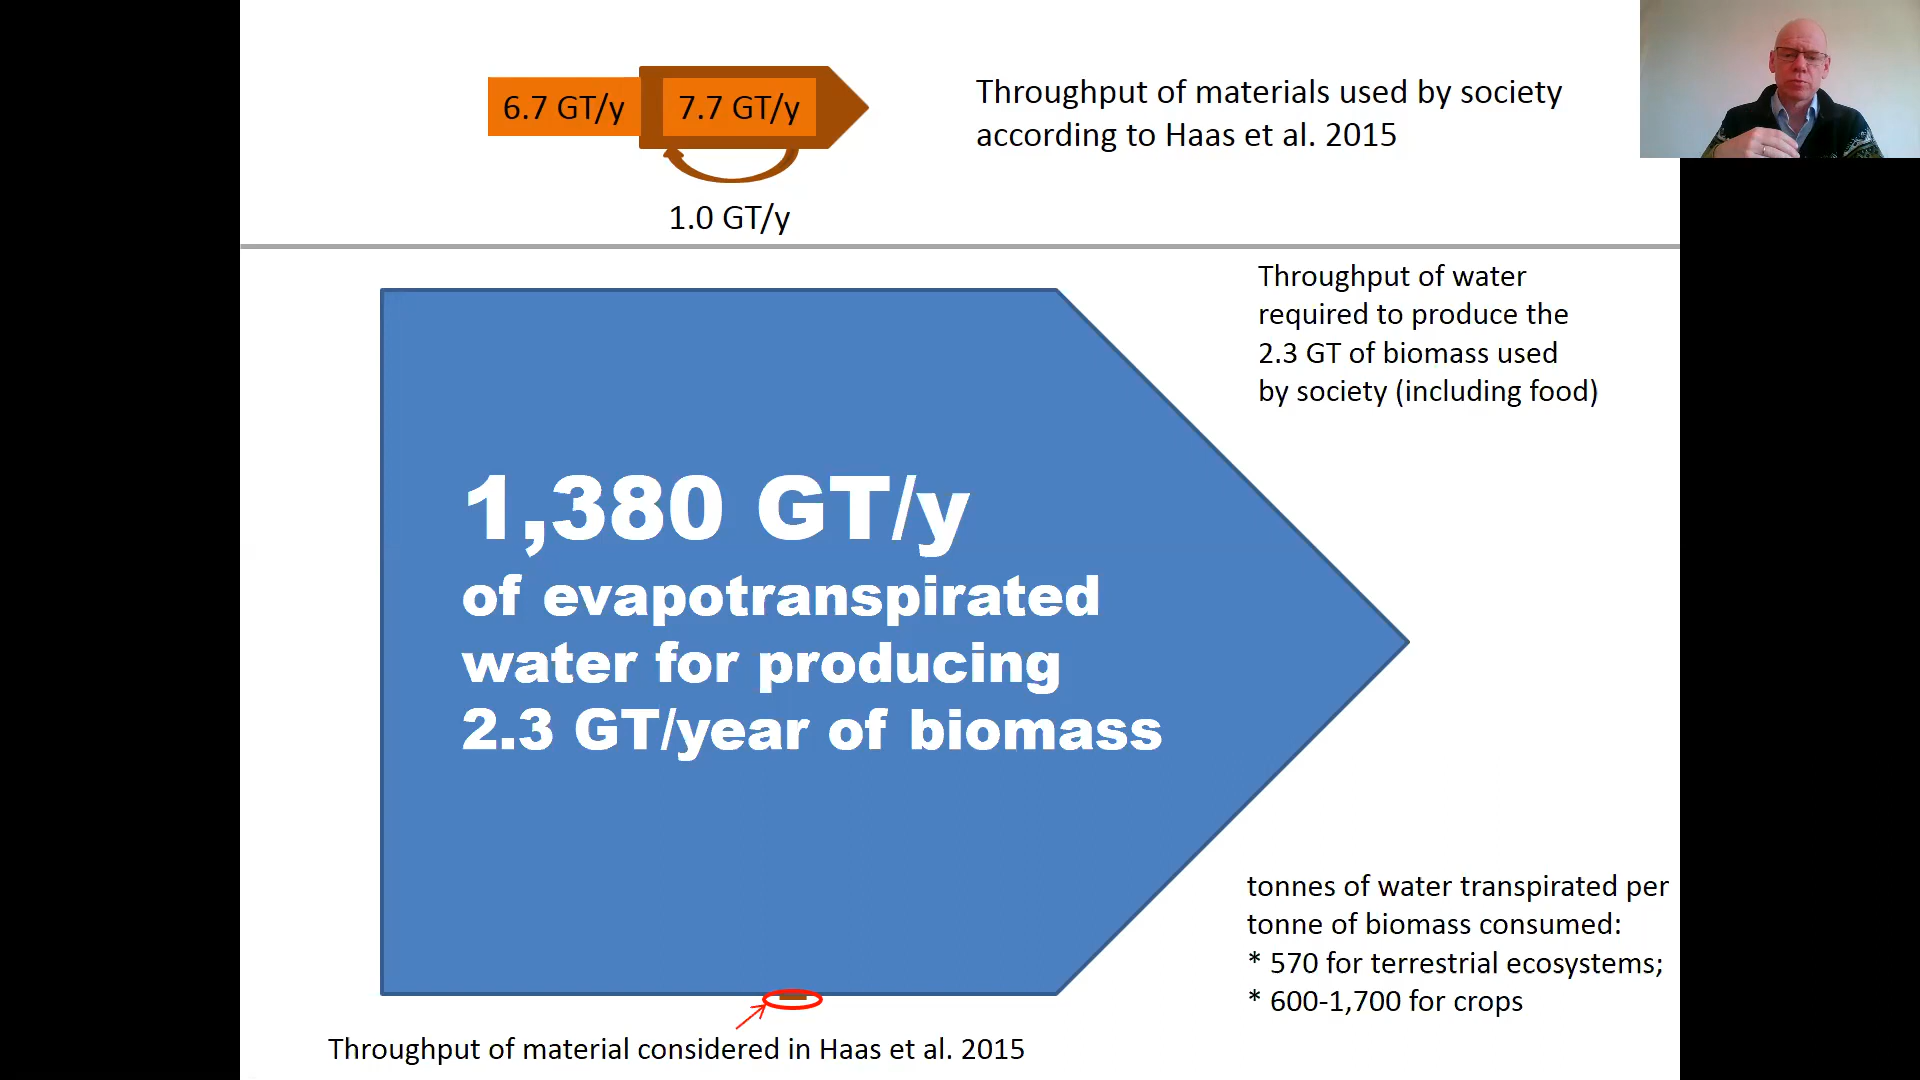 6.7 GT/y
7.7 GT/y
Throughput of materials used by society
according to Haas et al. 2015
1.0 GT/y
Throughput of water
required to produce the
2.3 GT of biomass used
by society (including food)
1,380 GT/y
of evapotranspirated
water for producing
2.3 GT/year of biomass
tonnes of water transpirated per
tonne of biomass consumed:
* 570 for terrestrial ecosystems;
* 600-1,700 for crops
Throughput of material considered in Haas et al. 2015